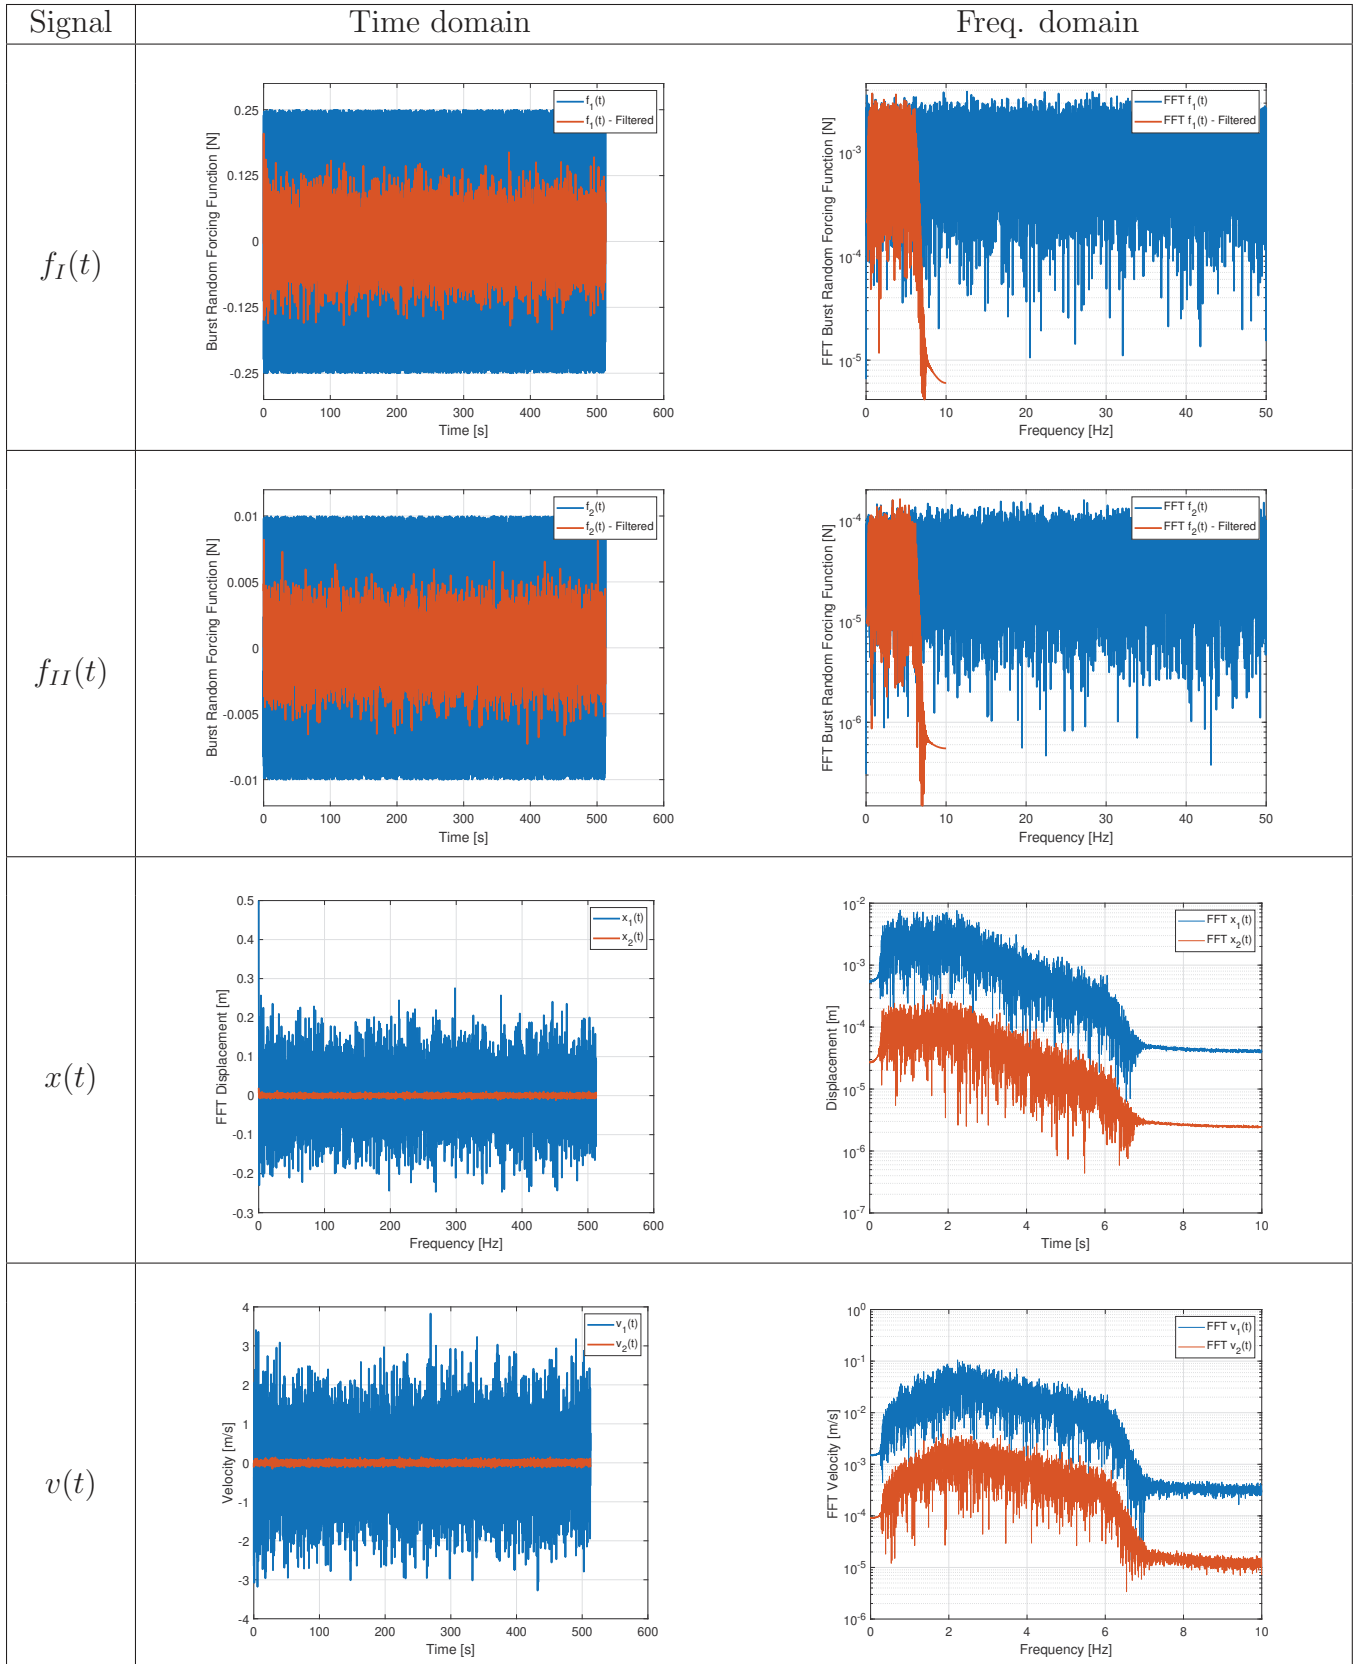 Signal Time domain Freq. domain
f_I(t)
Burst Random Forcing Function [N]
0.25
0.125
0
-0.125
-0.25
0 100 200 300 400 500 600
Time [s]
f_1(t)
f_1(t) - Filtered
FFT Burst Random Forcing Function [N]
10^-3
10^-4
10^-5
0 10 20 30 40 50
Frequency [Hz]
FFT f_1(t)
FFT f_1(t) - Filtered
f_II(t)
Burst Random Forcing Function [N]
0.01
0.005
0
-0.005
-0.01
0 100 200 300 400 500 600
Time [s]
f_2(t)
f_2(t) - Filtered
FFT Burst Random Forcing Function [N]
10^-4
10^-5
10^-6
0 10 20 30 40 50
Frequency [Hz]
FFT f_2(t)
FFT f_2(t) - Filtered
x(t)
FFT Displacement [m]
0.5
0.4
0.3
0.2
0.1
0
-0.1
-0.2
-0.3
0 100 200 300 400 500 600
Frequency [Hz]
x_1(t)
x_2(t)
Displacement [m]
10^-2
10^-3
10^-4
10^-5
10^-6
10^-7
0 2 4 6 8 10
Time [s]
FFT x_1(t)
FFT x_2(t)
v(t)
Velocity [m/s]
4
3
2
1
0
-1
-2
-3
-4
0 100 200 300 400 500 600
Time [s]
v_1(t)
v_2(t)
FFT Velocity [m/s]
10^0
10^-1
10^-2
10^-3
10^-4
10^-5
10^-6
0 2 4 6 8 10
Frequency [Hz]
FFT v_1(t)
FFT v_2(t)